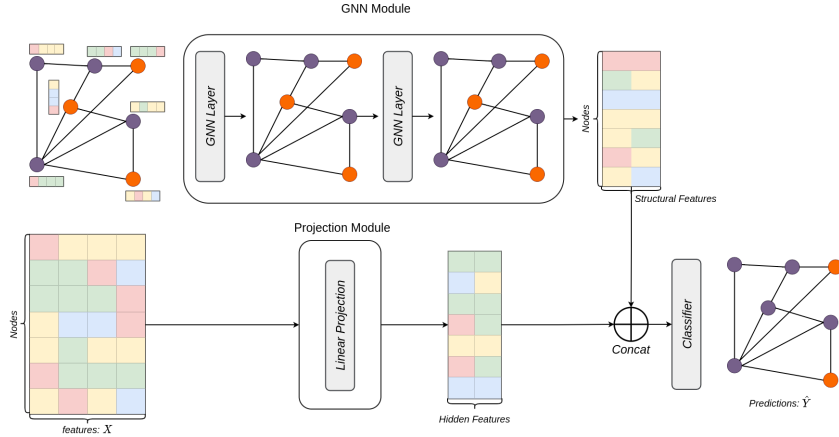 GNN Module
GNN Layer
GNN Layer
Nodes
Structural Features
Projection Module
Nodes
Linear Projection
Concat
Classifier
features: X
Hidden Features
Predictions: Ŷ